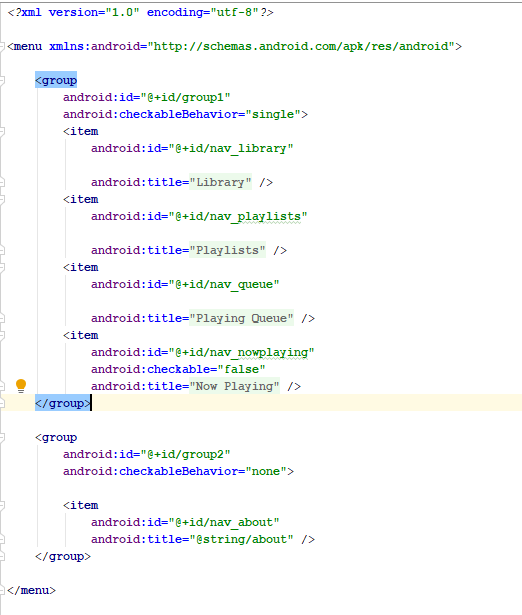 <?xml version="1.0" encoding="utf-8"?>
<menu xmlns:android="http://schemas.android.com/apk/res/android">
<group
android:id="@+id/group1"
android:checkableBehavior="single">
<item
android:id="@+id/nav_library"
android:title="Library" />
<item
android:id="@+id/nav_playlists"
android:title="Playlists" />
<item
android:id="@+id/nav_queue"
android:title="Playing Queue" />
<item
android:id="@+id/nav_nowplaying"
android:checkable="false"
android:title="Now Playing" />
</group>
<group
android:id="@+id/group2"
android:checkableBehavior="none">
<item
android:id="@+id/nav_about"
android:title="@string/about" />
</group>
</menu>